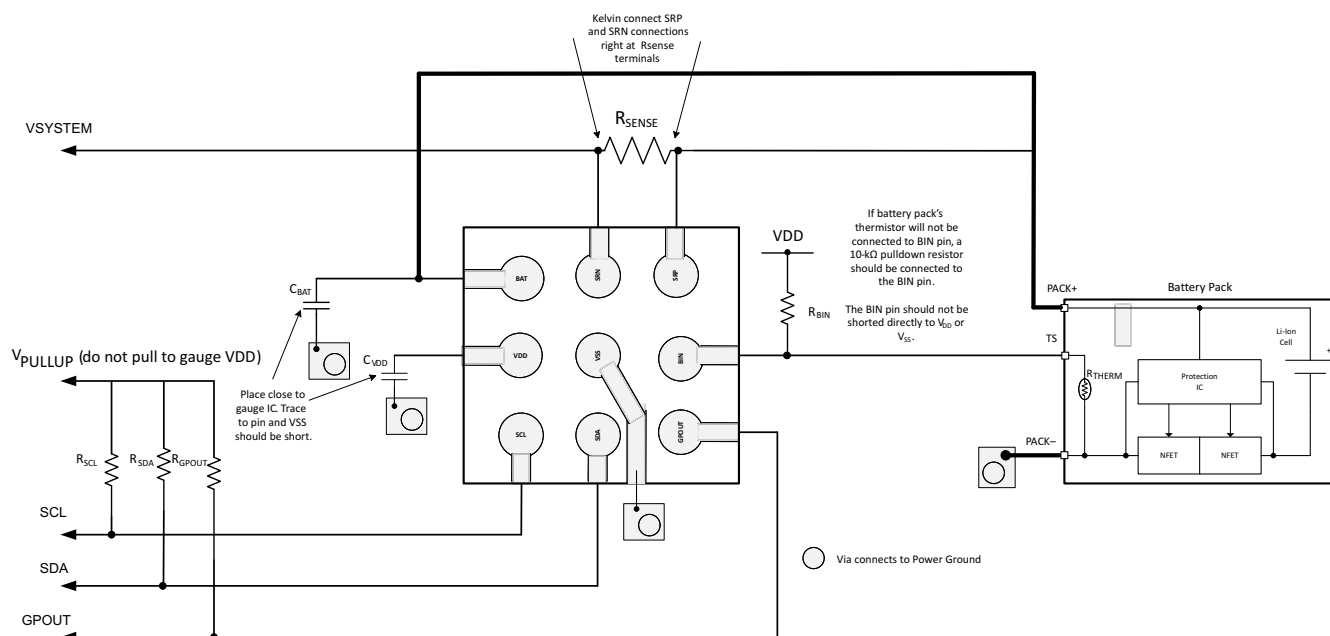 Kelvin connect SRP
and SRN connections
right at Rsense
terminals
VSYSTEM
RSENSE
If battery pack's
thermistor will not be
connected to BIN pin, a
10-kΩ pulldown resistor
should be connected to
the BIN pin.
The BIN pin should not be
shorted directly to VDD or
VSS.
VDD
RBIN
BAT
SRN
SRP
CBAT
PACK+
Battery Pack
VPULLUP (do not pull to gauge VDD)
CVDD
VDD
VSS
BIN
TS
Li-Ion
Cell
+
RTHERM
Protection
IC
Place close to
gauge IC. Trace
to pin and VSS
should be short.
SCL
SDA
GPOUT
PACK–
NFET
NFET
RSCL
RSDA
RGPOUT
SCL
Via connects to Power Ground
SDA
GPOUT